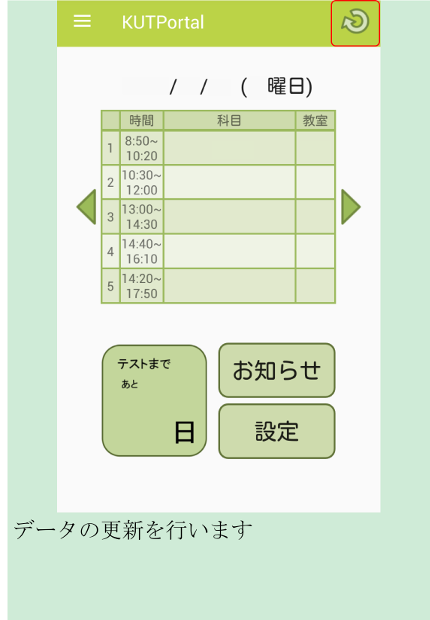 KUTPortal
/ / ( 曜日)
時間 科目 教室
1 8:50~
10:20
2 10:30~
12:00
3 13:00~
14:30
4 14:40~
16:10
5 14:20~
17:50
テストまで
あと
日
お知らせ
設定
データの更新を行います